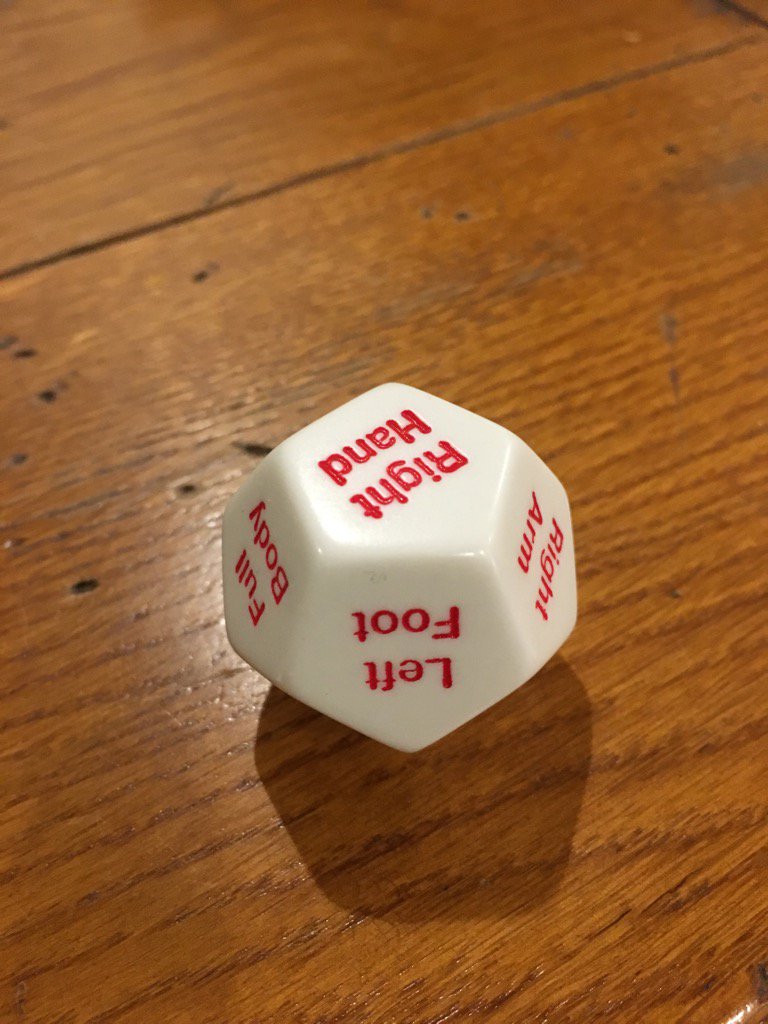 Right
Hand
Full
Body
Left
Foot
Right
Arm